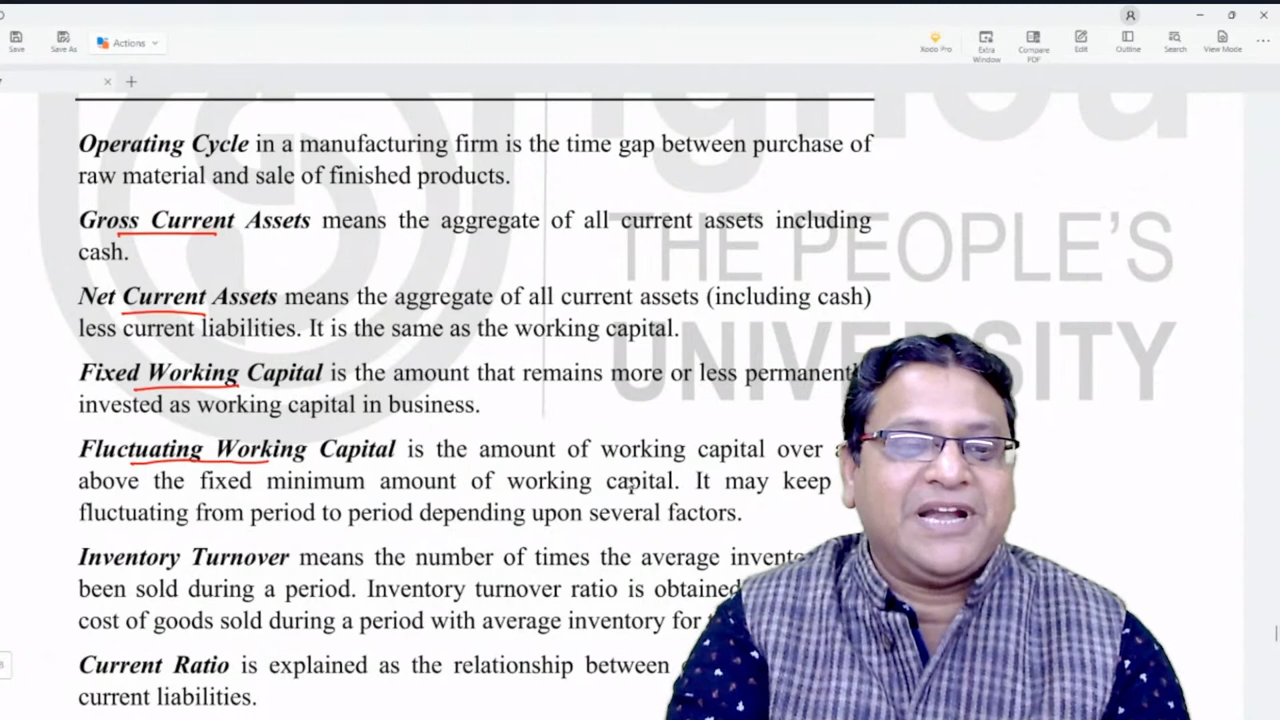 Save
Save As
Actions
Xodo Pro
Extra Window
Compare PDF
Edit
Outline
Search
View Mode
ignou
THE PEOPLE'S
UNIVERSITY
Operating Cycle in a manufacturing firm is the time gap between purchase of
raw material and sale of finished products.
Gross Current Assets means the aggregate of all current assets including
cash.
Net Current Assets means the aggregate of all current assets (including cash)
less current liabilities. It is the same as the working capital.
Fixed Working Capital is the amount that remains more or less
invested as working capital in business.
Fluctuating Working Capital is the amount of working capital over
above the fixed minimum amount of working capital. It may keep
fluctuating from period to period depending upon several factors.
Inventory Turnover means the number of times the average
been sold during a period. Inventory turnover ratio is obtained
cost of goods sold during a period with average inventory for
Current Ratio is explained as the relationship between
current liabilities.